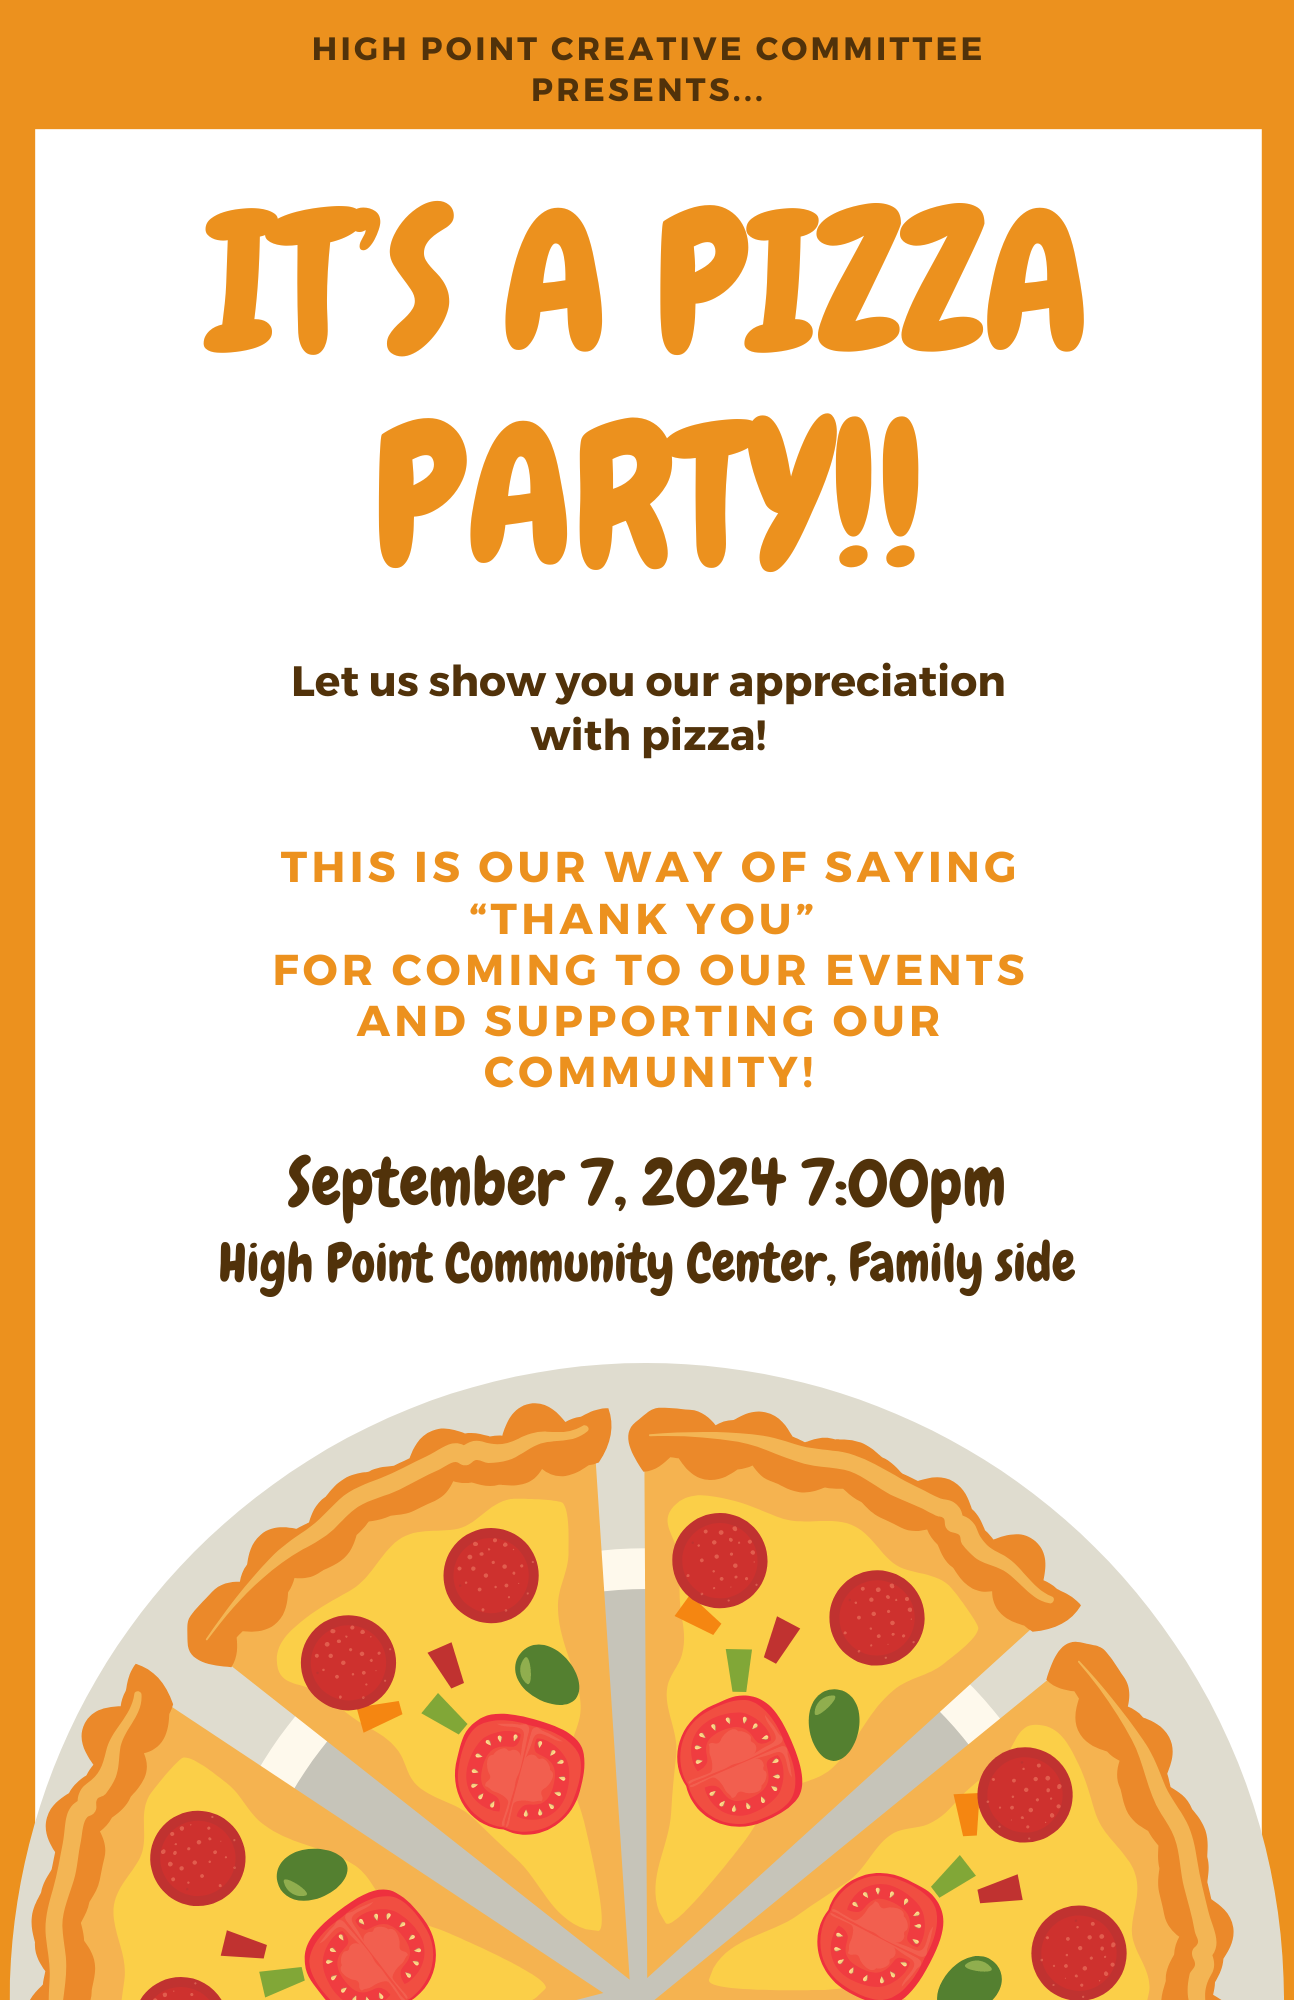 HIGH POINT CREATIVE COMMITTEE
PRESENTS...
IT'S A PIZZA
PARTY!!
Let us show you our appreciation
with pizza!
THIS IS OUR WAY OF SAYING
“THANK YOU”
FOR COMING TO OUR EVENTS
AND SUPPORTING OUR
COMMUNITY!
September 7, 2024 7:00pm
High Point Community Center, Family side